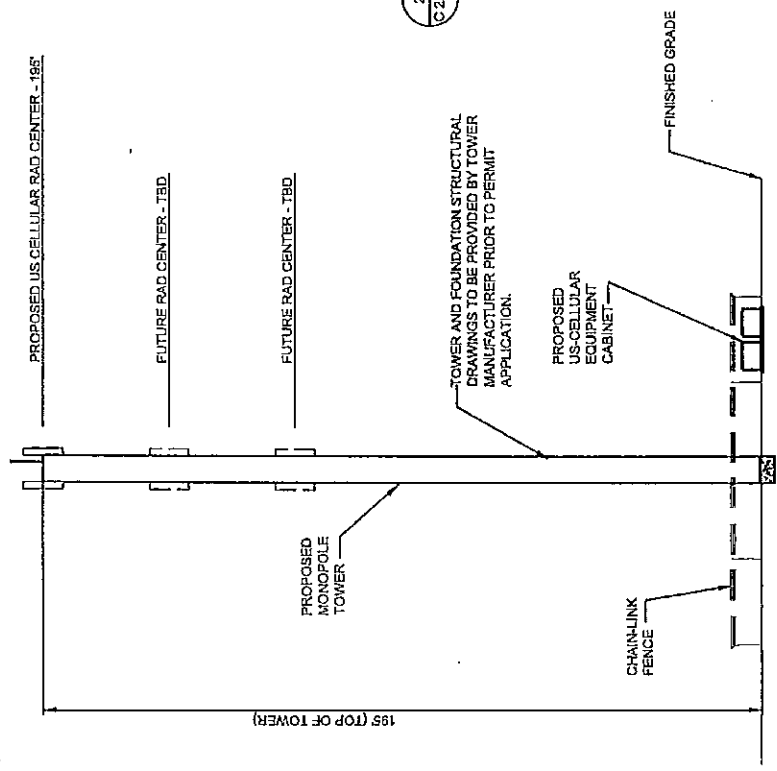 PROPOSED US CELLULAR RAD CENTER - 195'
2
C2
FUTURE RAD CENTER - TBD
FUTURE RAD CENTER - TBD
TOWER AND FOUNDATION STRUCTURAL
DRAWINGS TO BE PROVIDED BY TOWER
MANUFACTURER PRIOR TO PERMIT
APPLICATION.
PROPOSED
MONOPOLE
TOWER
PROPOSED
US-CELLULAR
EQUIPMENT
CABINET
CHAIN-LINK
FENCE
FINISHED GRADE
195' (TOP OF TOWER)